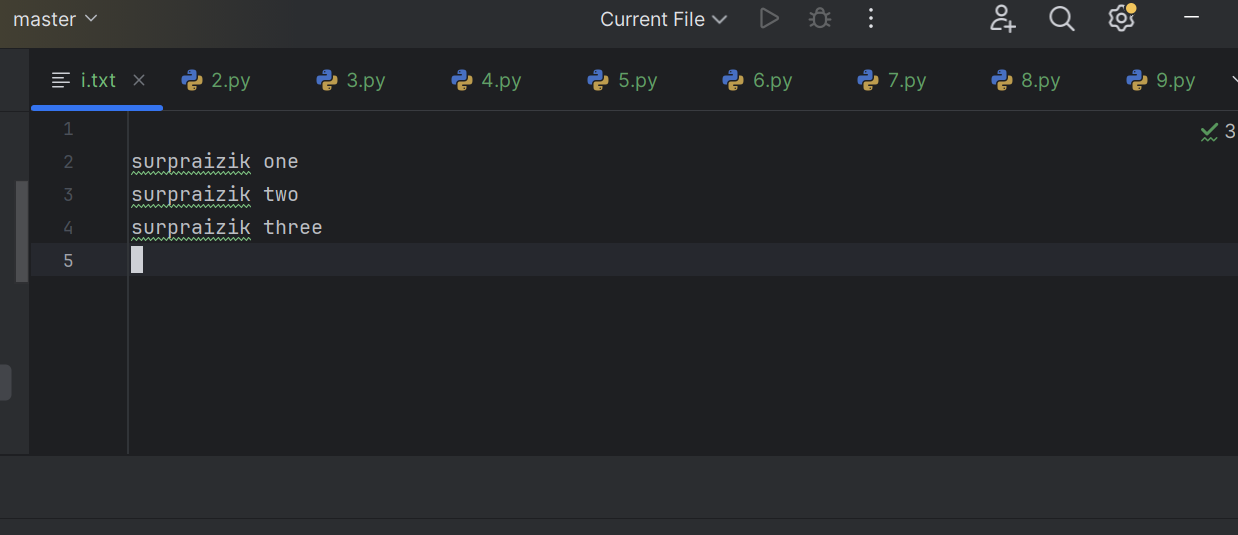 master
Current File
i.txt
2.py
3.py
4.py
5.py
6.py
7.py
8.py
9.py
1
3
2 surpraizik one
3 surpraizik two
4 surpraizik three
5